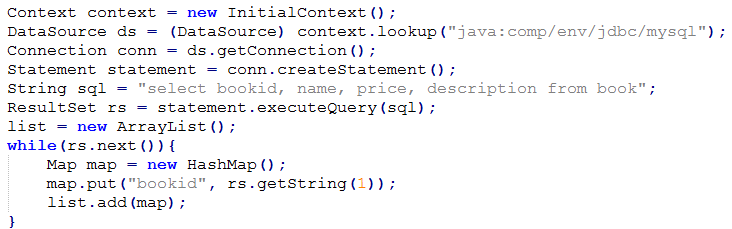 Context context = new InitialContext();
DataSource ds = (DataSource) context.lookup("java:comp/env/jdbc/mysql");
Connection conn = ds.getConnection();
Statement statement = conn.createStatement();
String sql = "select bookid, name, price, description from book";
ResultSet rs = statement.executeQuery(sql);
list = new ArrayList();
while(rs.next()){
    Map map = new HashMap();
    map.put("bookid", rs.getString(1));
    list.add(map);
}